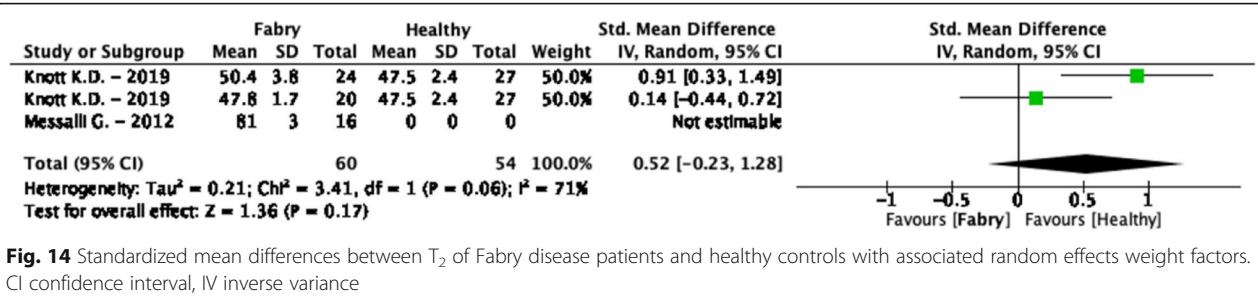 Fabry Healthy Std. Mean Difference Std. Mean Difference
Study or Subgroup Mean SD Total Mean SD Total Weight IV, Random, 95% CI IV, Random, 95% CI
Knott K.D. – 2019 50.4 3.8 24 47.5 2.4 27 50.0% 0.91 [0.33, 1.49]
Knott K.D. – 2019 47.8 1.7 20 47.5 2.4 27 50.0% 0.14 [-0.44, 0.72]
Messalli G. – 2012 81 3 16 0 0 0 Not estimable
Total (95% CI) 60 54 100.0% 0.52 [-0.23, 1.28]
Heterogeneity: Tau² = 0.21; Chi² = 3.41, df = 1 (P = 0.06); I² = 71%
Test for overall effect: Z = 1.36 (P = 0.17)
-1 -0.5 0 0.5 1
Favours [Fabry] Favours [Healthy]
Fig. 14 Standardized mean differences between T₂ of Fabry disease patients and healthy controls with associated random effects weight factors.
CI confidence interval, IV inverse variance